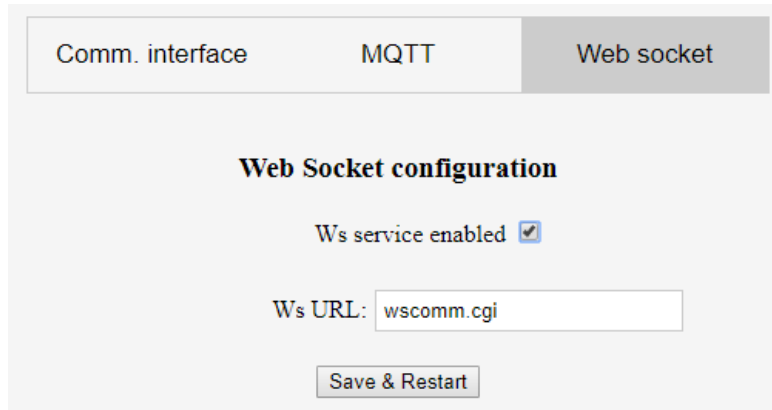 Comm. interface MQTT Web socket
Web Socket configuration
Ws service enabled
Ws URL: wscomm.cgi
Save & Restart